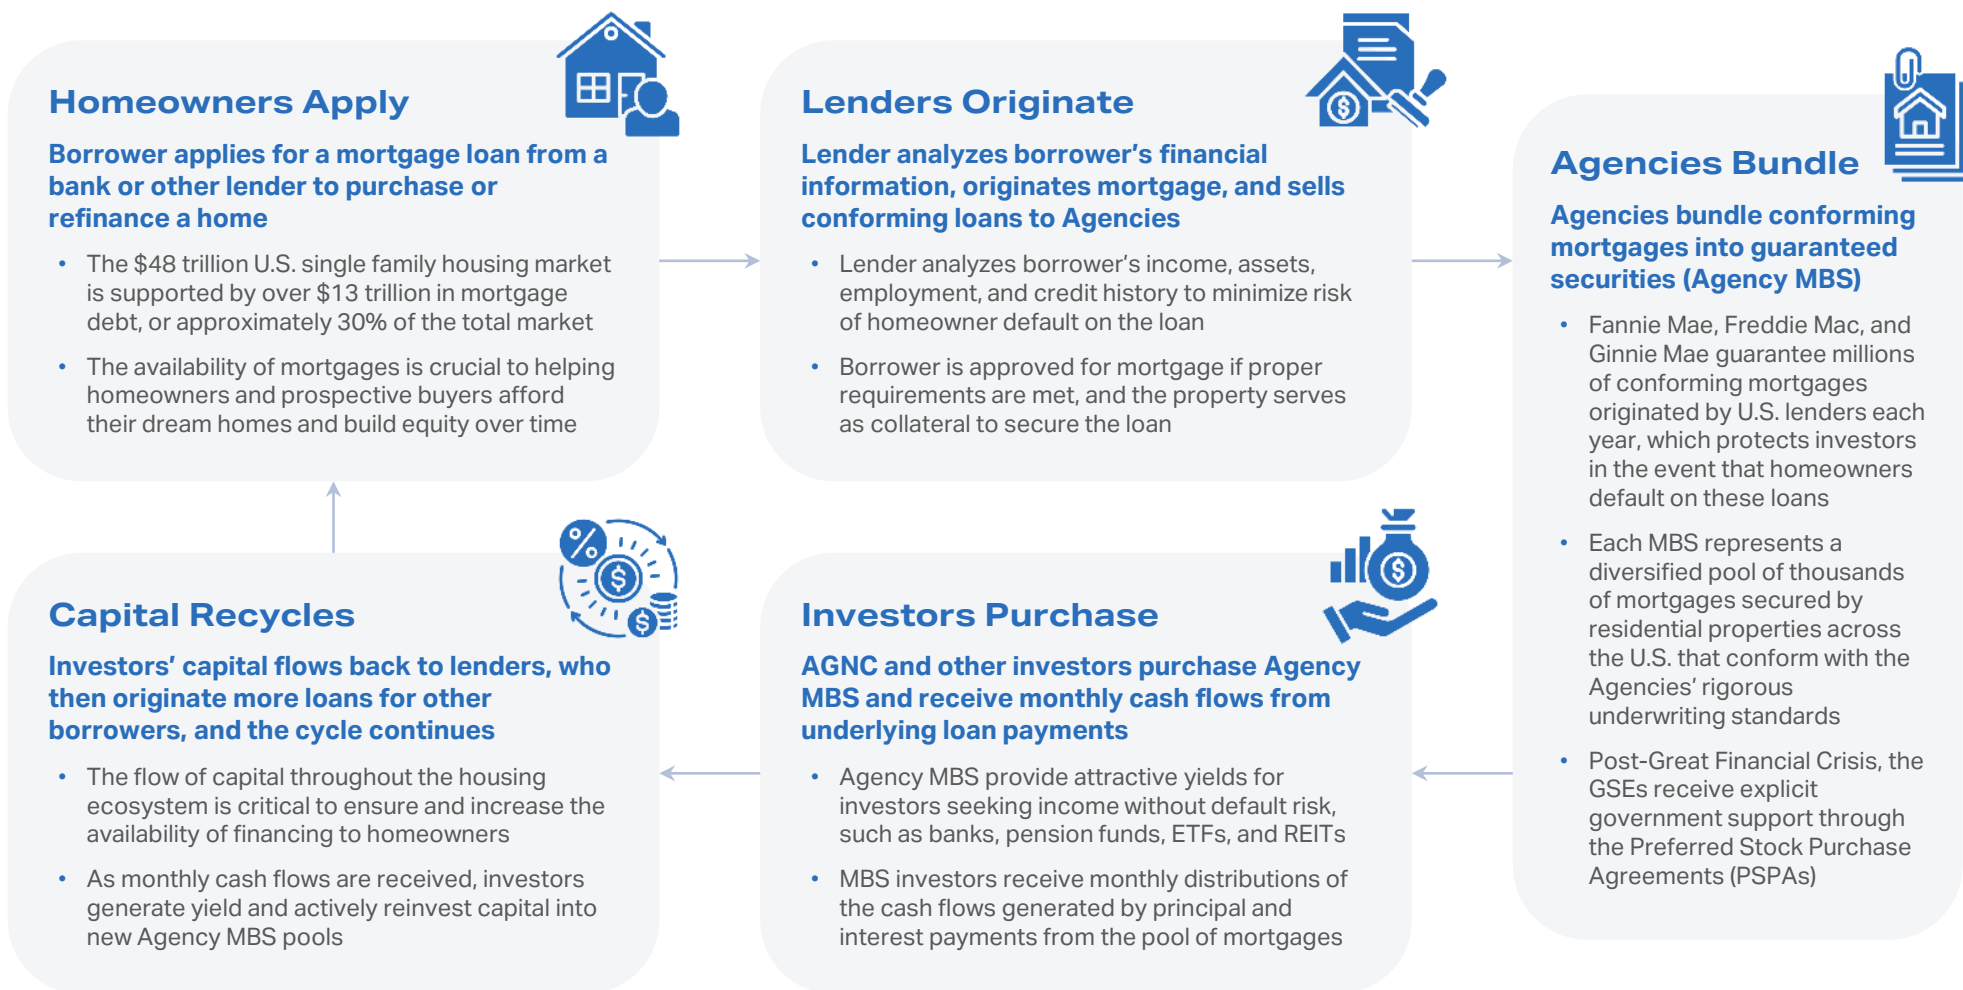 Homeowners Apply
Borrower applies for a mortgage loan from a
bank or other lender to purchase or
refinance a home
• The $48 trillion U.S. single family housing market
is supported by over $13 trillion in mortgage
debt, or approximately 30% of the total market
• The availability of mortgages is crucial to helping
homeowners and prospective buyers afford
their dream homes and build equity over time
Lenders Originate
Lender analyzes borrower’s financial
information, originates mortgage, and sells
conforming loans to Agencies
• Lender analyzes borrower’s income, assets,
employment, and credit history to minimize risk
of homeowner default on the loan
• Borrower is approved for mortgage if proper
requirements are met, and the property serves
as collateral to secure the loan
Agencies Bundle
Agencies bundle conforming
mortgages into guaranteed
securities (Agency MBS)
• Fannie Mae, Freddie Mac, and
Ginnie Mae guarantee millions
of conforming mortgages
originated by U.S. lenders each
year, which protects investors
in the event that homeowners
default on these loans
• Each MBS represents a
diversified pool of thousands
of mortgages secured by
residential properties across
the U.S. that conform with the
Agencies’ rigorous
underwriting standards
• Post-Great Financial Crisis, the
GSEs receive explicit
government support through
the Preferred Stock Purchase
Agreements (PSPAs)
Investors Purchase
AGNC and other investors purchase Agency
MBS and receive monthly cash flows from
underlying loan payments
• Agency MBS provide attractive yields for
investors seeking income without default risk,
such as banks, pension funds, ETFs, and REITs
• MBS investors receive monthly distributions of
the cash flows generated by principal and
interest payments from the pool of mortgages
Capital Recycles
Investors’ capital flows back to lenders, who
then originate more loans for other
borrowers, and the cycle continues
• The flow of capital throughout the housing
ecosystem is critical to ensure and increase the
availability of financing to homeowners
• As monthly cash flows are received, investors
generate yield and actively reinvest capital into
new Agency MBS pools